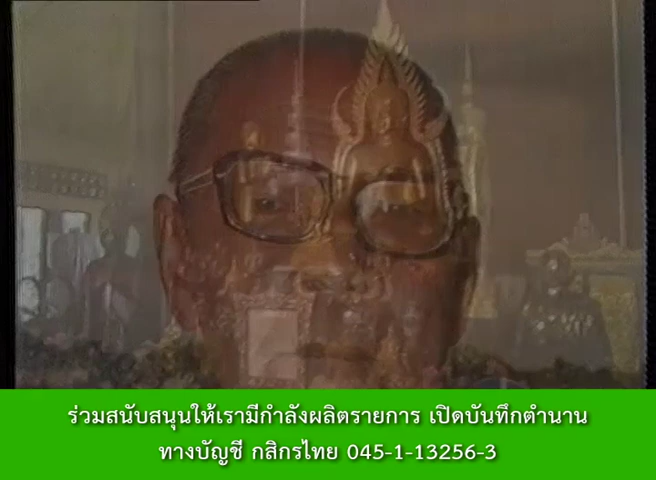 ร่วมสนับสนุนให้เรามีกำลังผลิตรายการ เปิดบันทึกตำนาน
ทางบัญชี กสิกรไทย 045-1-13256-3